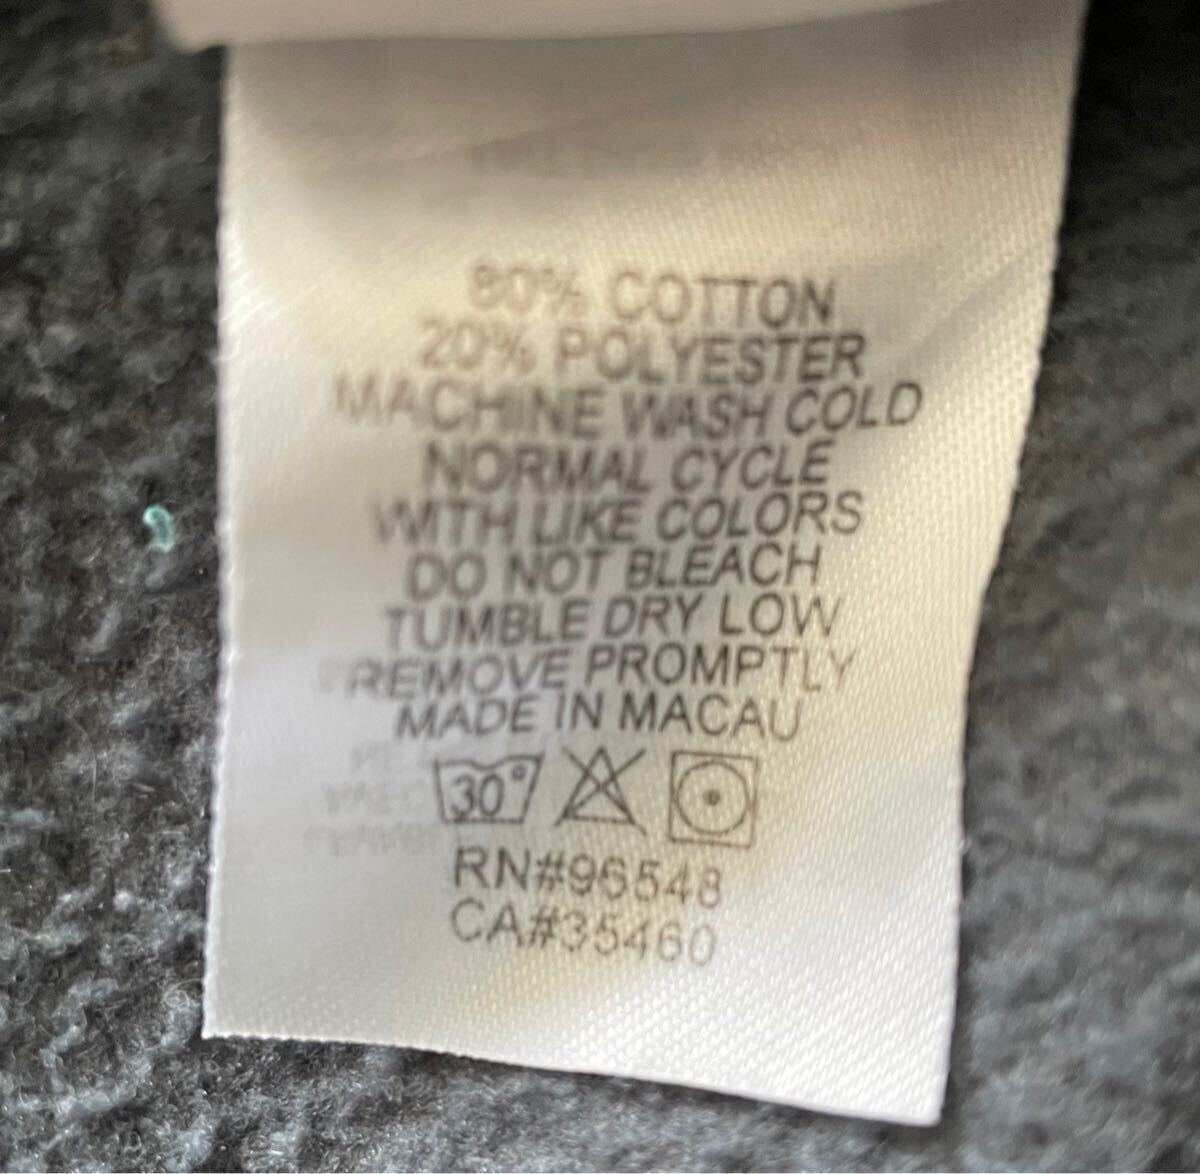 80% COTTON
20% POLYESTER
MACHINE WASH COLD
NORMAL CYCLE
WITH LIKE COLORS
DO NOT BLEACH
TUMBLE DRY LOW
REMOVE PROMPTLY
MADE IN MACAU
30°
RN#96548
CA#35460